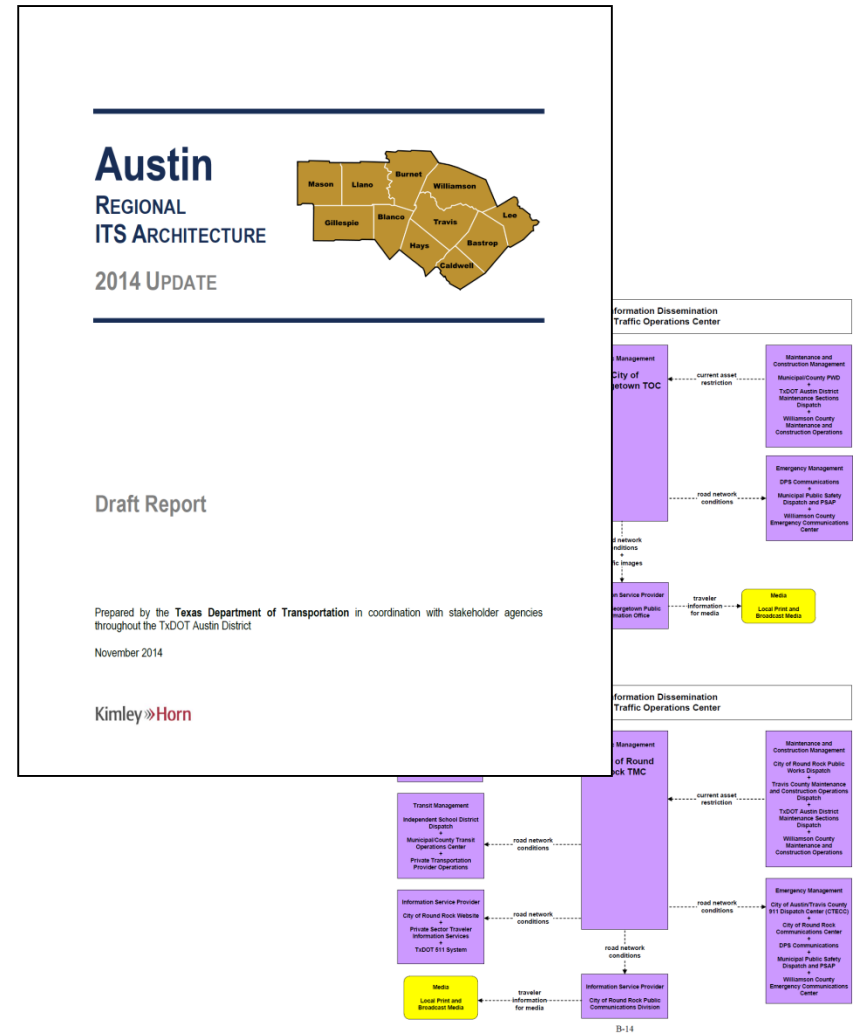 Austin
REGIONAL
ITS ARCHITECTURE
2014 UPDATE
Mason
Llano
Burnet
Williamson
Gillespie
Blanco
Travis
Lee
Hays
Bastrop
Caldwell
Draft Report
Prepared by the Texas Department of Transportation in coordination with stakeholder agencies
throughout the TxDOT Austin District
November 2014
Kimley»Horn
Dissemination
Traffic Operations Center
Management
City of
TOC
current asset
restriction
Maintenance and
Construction Management
Municipal/County PWD
+
TxDOT Austin District
Maintenance Sections
Dispatch
+
Williamson County
Maintenance and
Construction Operations
road network
conditions
Emergency Management
DPS Communications
+
Municipal Public Safety
Dispatch and PSAP
+
Williamson County
Emergency Communications
Center
network
+
images
Service Provider
Georgetown Public
Office
traveler
information
for media
Media
Local Print and
Broadcast Media
Dissemination
Traffic Operations Center
Management
of Round
TMC
current asset
restriction
Maintenance and
Construction Management
City of Round Rock Public
Works Dispatch
+
Travis County Maintenance
and Construction Operations
Dispatch
+
TxDOT Austin District
Maintenance Sections
Dispatch
+
Williamson County
Maintenance and
Construction Operations
Transit Management
Independent School District
Dispatch
+
Municipal/County Transit
Operations Center
+
Private Transportation
Provider Operations
road network
conditions
Information Service Provider
City of Round Rock Website
+
Private Sector Traveler
Information Services
+
TxDOT 511 System
road network
conditions
road network
conditions
Emergency Management
City of Austin/Travis County
911 Dispatch Center (CTECC)
+
City of Round Rock
Communications Center
+
DPS Communications
+
Municipal Public Safety
Dispatch and PSAP
+
Williamson County
Emergency Communications
Center
road network
conditions
Media
Local Print and
Broadcast Media
traveler
information
for media
Information Service Provider
City of Round Rock Public
Communications Division
B-14